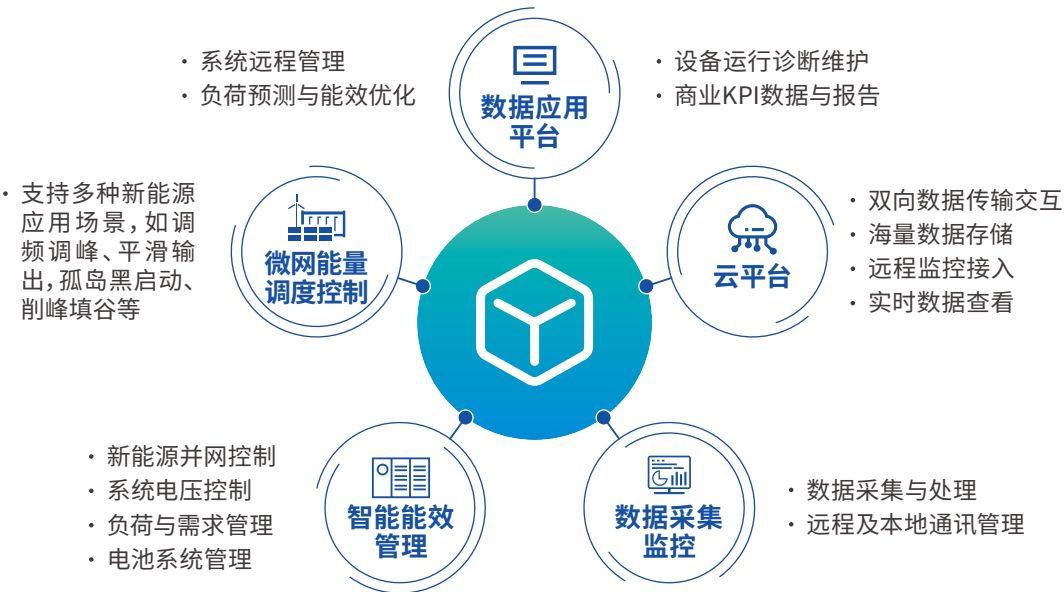 · 系统远程管理
· 负荷预测与能效优化
数据应用
平台
· 设备运行诊断维护
· 商业KPI数据与报告
· 支持多种新能源
应用场景，如调
频调峰、平滑输
出，孤岛黑启动、
削峰填谷等
微网能量
调度控制
云平台
· 双向数据传输交互
· 海量数据存储
· 远程监控接入
· 实时数据查看
· 新能源并网控制
· 系统电压控制
· 负荷与需求管理
· 电池系统管理
智能能效
管理
数据采集
监控
· 数据采集与处理
· 远程及本地通讯管理